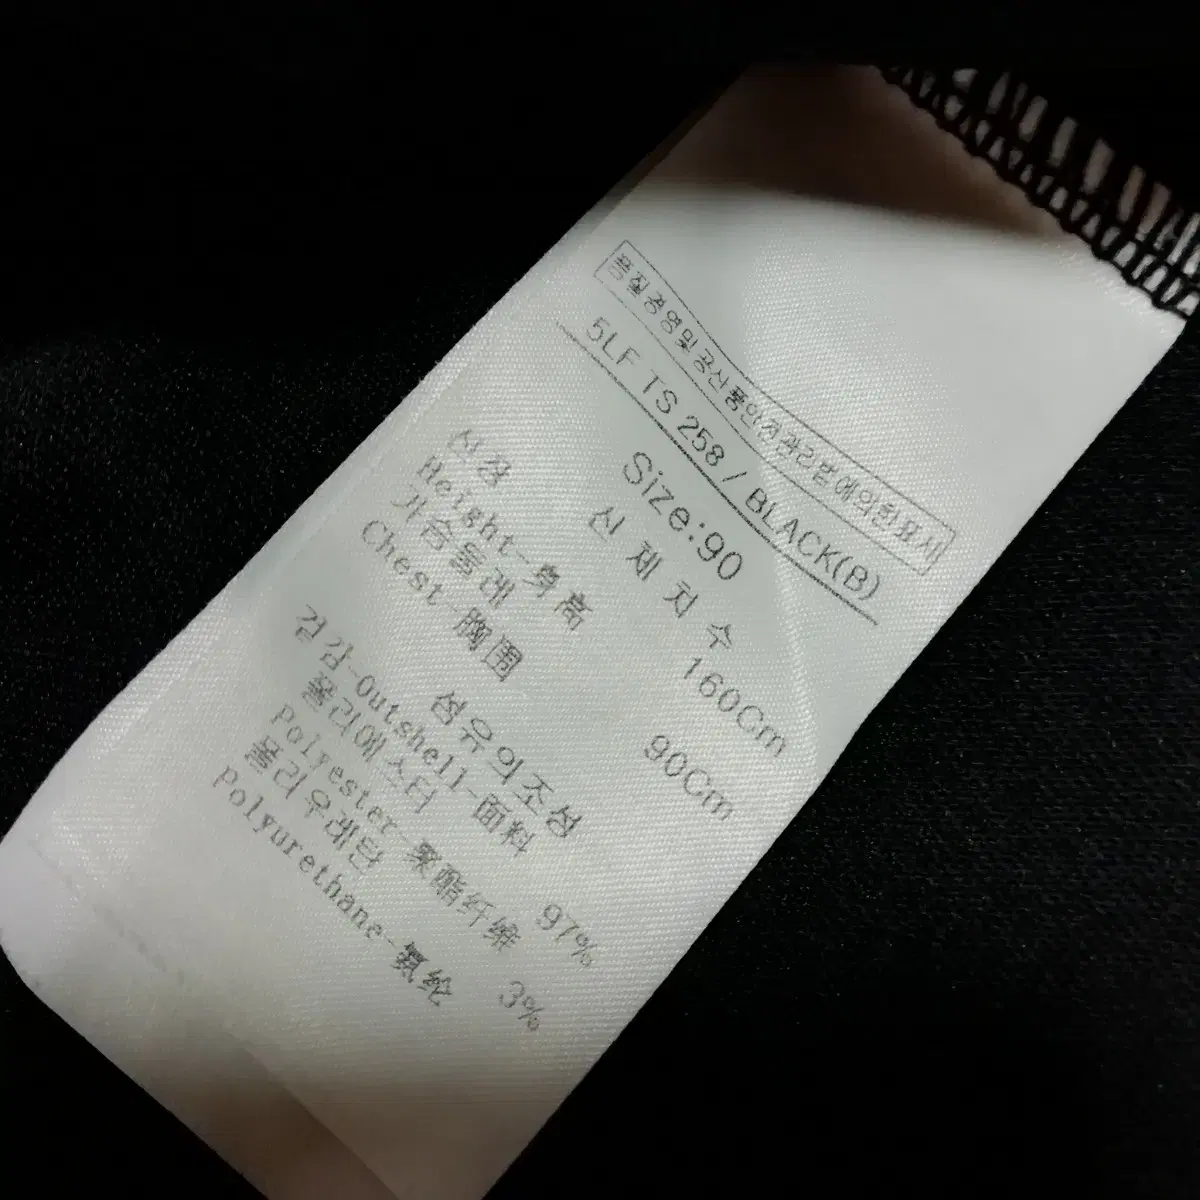 품질경영및공산품안전관리법에의한표시
5LF TS 258 / BLACK(B)
Size:90
신 체 치 수
신장
Height-身高 160Cm
가슴둘레
Chest-胸围 90Cm
섬유의조성
겉감-Outshell-面料
폴리에스터
Polyester-聚酯纤维 97%
폴리우레탄
Polyurethane-氨纶 3%